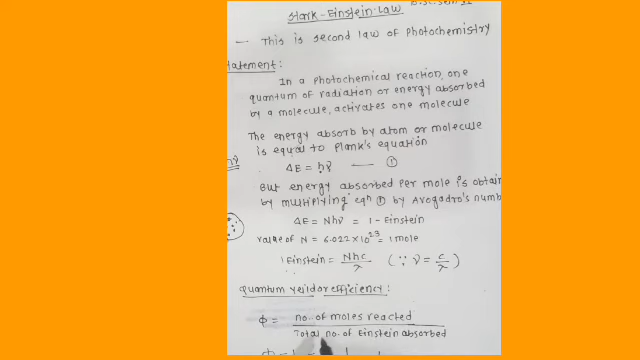 Stark-Einstein-Law
— This is second law of Photochemistry
tatement:
In a photochemical reaction, one
quantum of radiation or energy absorbed
by a molecule, activates one molecule
The energy absorb by atom or molecule
is equal to Plank's equation
ΔE = hν —— ①
But energy absorbed per mole is obtain
by multiplying eqn ① by Avogadro's numb
ΔE = Nhν = 1-Einstein
value of N = 6.022×10²³ = 1 mole
1 Einstein = Nhc/λ (∵ ν = c/λ)
Quantum Yeild or efficiency:
Φ = no. of moles reacted
Total no. of Einstein absorbed